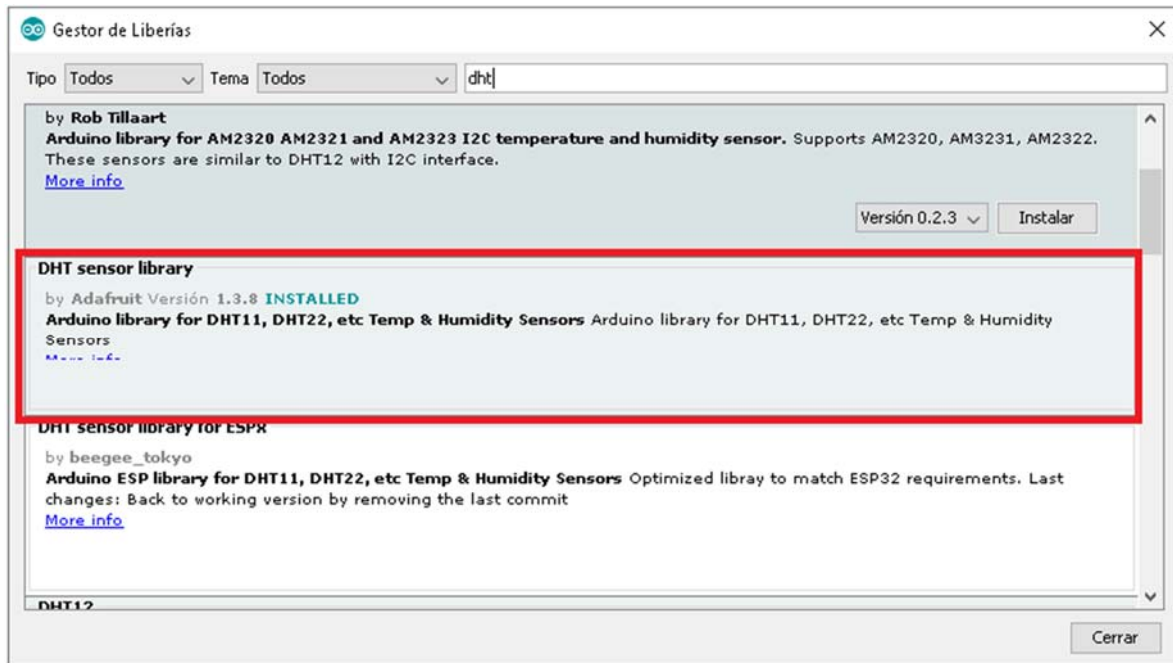 Gestor de Liberías
Tipo Todos Tema Todos dht
by Rob Tillaart
Arduino library for AM2320 AM2321 and AM2323 I2C temperature and humidity sensor. Supports AM2320, AM3231, AM2322.
These sensors are similar to DHT12 with I2C interface.
More info
Versión 0.2.3 Instalar
DHT sensor library
by Adafruit Versión 1.3.8 INSTALLED
Arduino library for DHT11, DHT22, etc Temp & Humidity Sensors Arduino library for DHT11, DHT22, etc Temp & Humidity
Sensors
More info
DHT sensor library for ESPx
by beegee_tokyo
Arduino ESP library for DHT11, DHT22, etc Temp & Humidity Sensors Optimized libray to match ESP32 requirements. Last
changes: Back to working version by removing the last commit
More info
DHT12
Cerrar